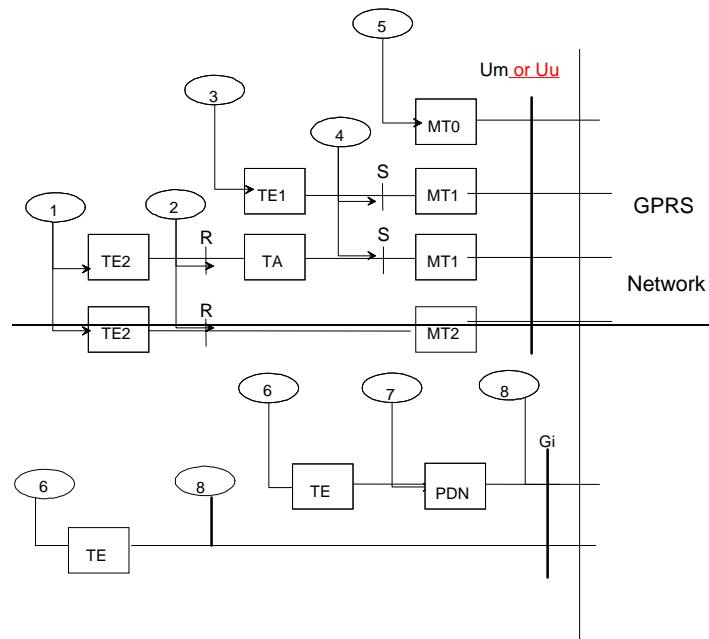 5
Um or Uu
3
4
MT0
S
1
2
TE1
MT1
GPRS
R
S
TE2
TA
MT1
Network
R
TE2
MT2
6
7
8
Gi
6
8
TE
PDN
TE